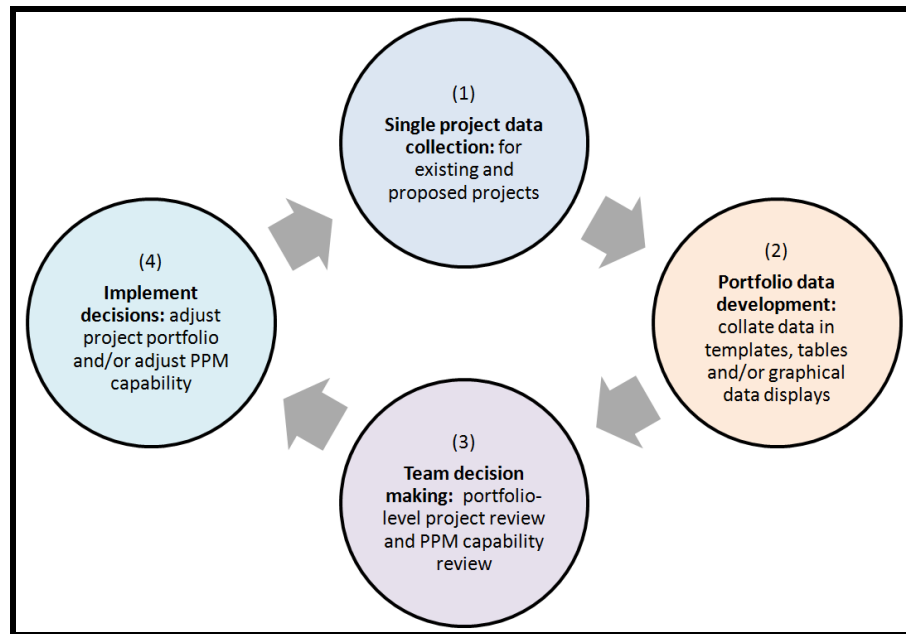 (1)
Single project data
collection: for
existing and
proposed projects
(2)
Portfolio data
development:
collate data in
templates, tables
and/or graphical
data displays
(3)
Team decision
making:  portfolio-
level project review
and PPM capability
review
(4)
Implement
decisions: adjust
project portfolio
and/or adjust PPM
capability